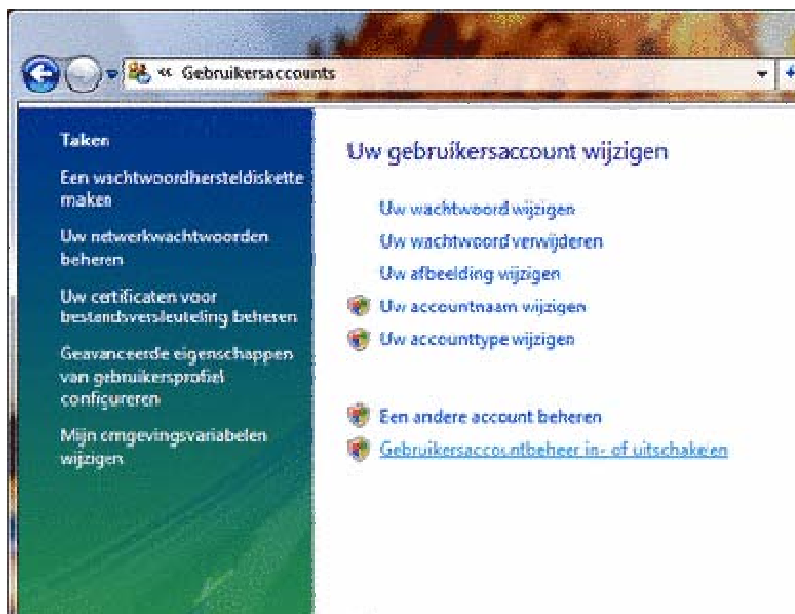 « Gebruikersaccounts
Taken
Een wachtwoordhersteldiskette
maken
Uw netwerkwachtwoorden
beheren
Uw certificaten voor
bestandsversleuteling beheren
Geavanceerde eigenschappen
van gebruikersprofiel
configureren
Mijn omgevingsvariabelen
wijzigen
Uw gebruikersaccount wijzigen
Uw wachtwoord wijzigen
Uw wachtwoord verwijderen
Uw afbeelding wijzigen
Uw accountnaam wijzigen
Uw accounttype wijzigen
Een andere account beheren
Gebruikersaccountbeheer in- of uitschakelen